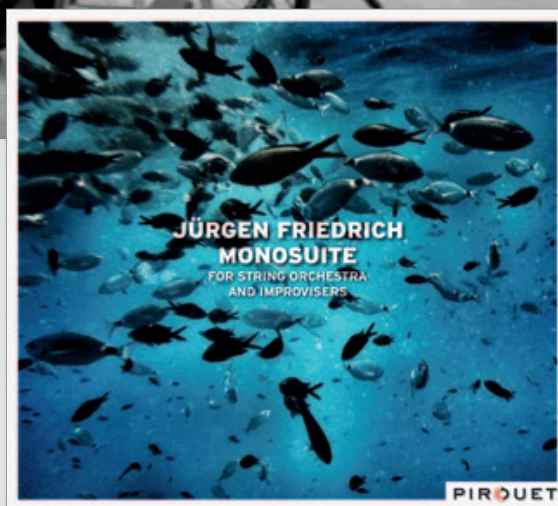 JÜRGEN FRIEDRICH
MONOSUITE
FOR STRING ORCHESTRA
AND IMPROVISERS
PIROUET